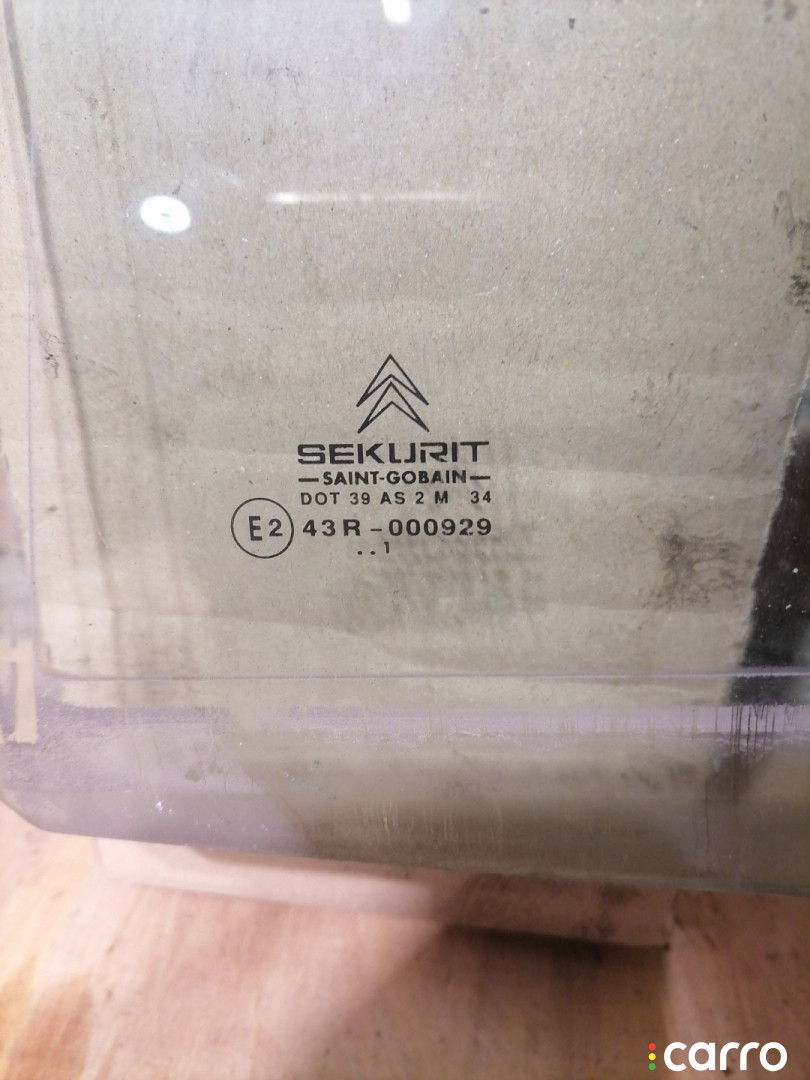 SEKURIT
SAINT-GOBAIN
DOT 39 AS 2 M 34
E2 43R-000929
..1
carro